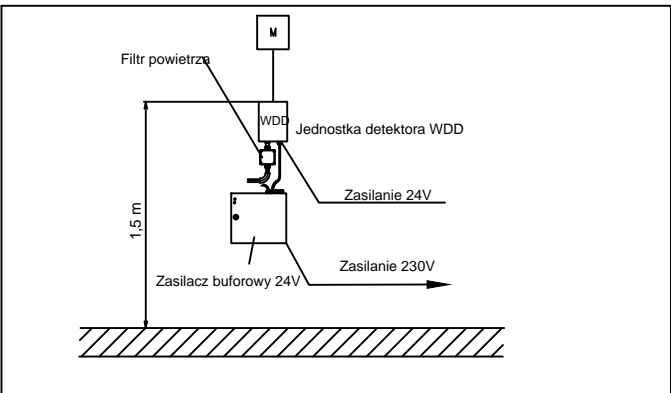 M
Filtr powietrza
WDD
Jednostka detektora WDD
Zasilanie 24V
1,5 m
Zasilanie 230V
Zasilacz buforowy 24V